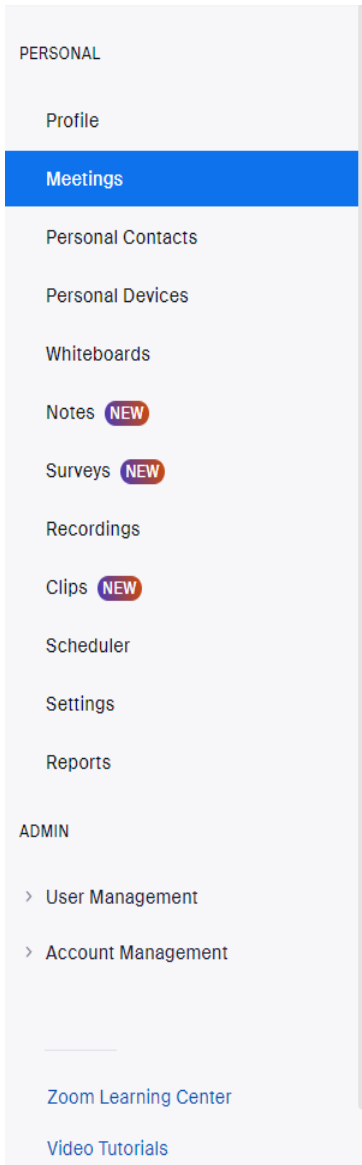 PERSONAL
Profile
Meetings
Personal Contacts
Personal Devices
Whiteboards
Notes NEW
Surveys NEW
Recordings
Clips NEW
Scheduler
Settings
Reports
ADMIN
User Management
Account Management
Zoom Learning Center
Video Tutorials